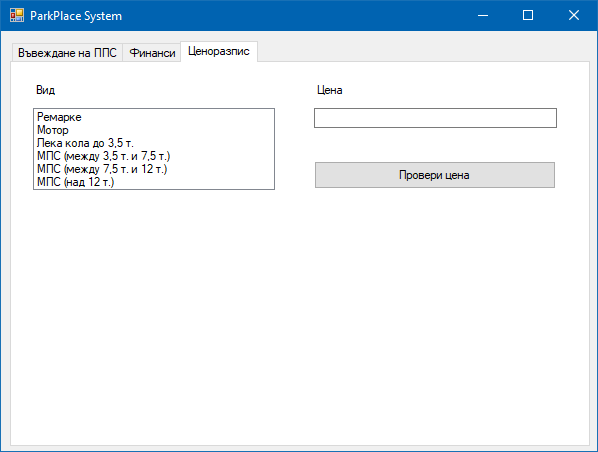 ParkPlace System
Въвеждане на ППС Финанси Ценоразпис
Вид
Ремарке
Мотор
Лека кола до 3,5 т.
МПС (между 3,5 т. и 7,5 т.)
МПС (между 7,5 т. и 12 т.)
МПС (над 12 т.)
Цена
Провери цена